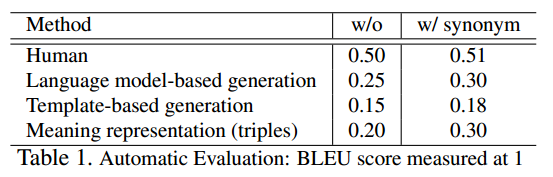 Method w/o w/ synonym
Human 0.50 0.51
Language model-based generation 0.25 0.30
Template-based generation 0.15 0.18
Meaning representation (triples) 0.20 0.30
Table 1. Automatic Evaluation: BLEU score measured at 1